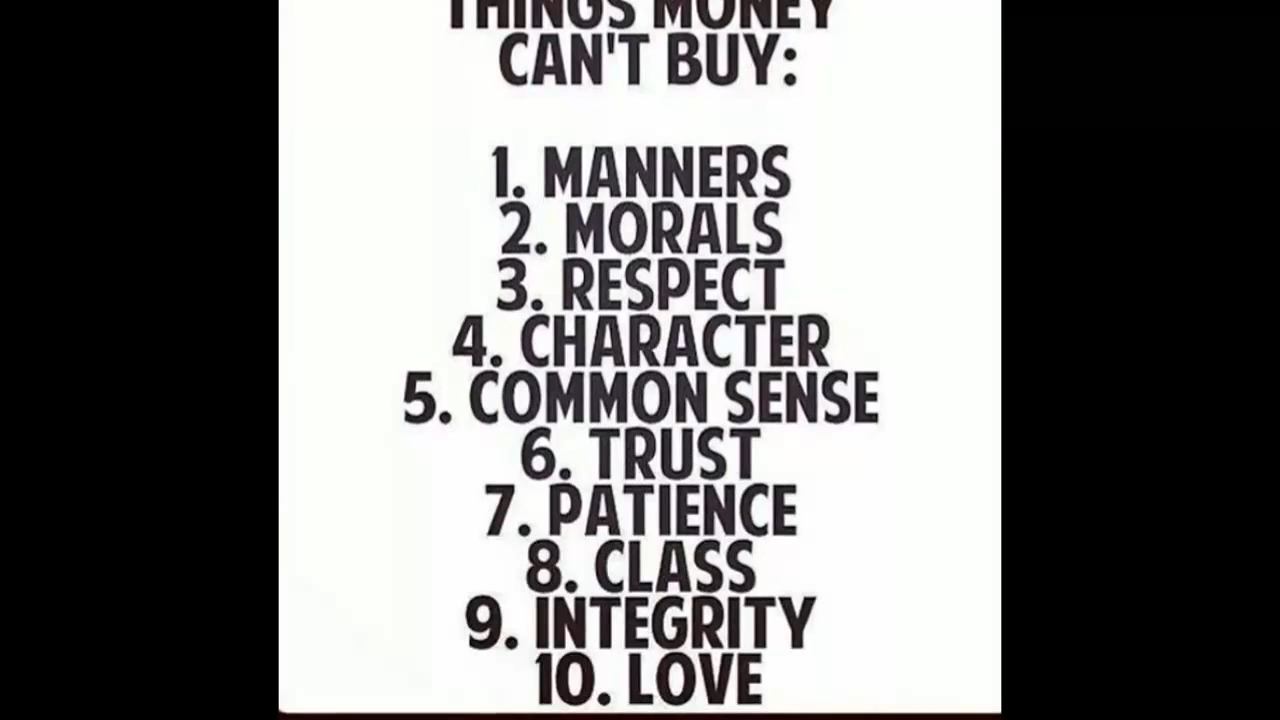 THINGS MONEY
CAN'T BUY:
1. MANNERS
2. MORALS
3. RESPECT
4. CHARACTER
5. COMMON SENSE
6. TRUST
7. PATIENCE
8. CLASS
9. INTEGRITY
10. LOVE